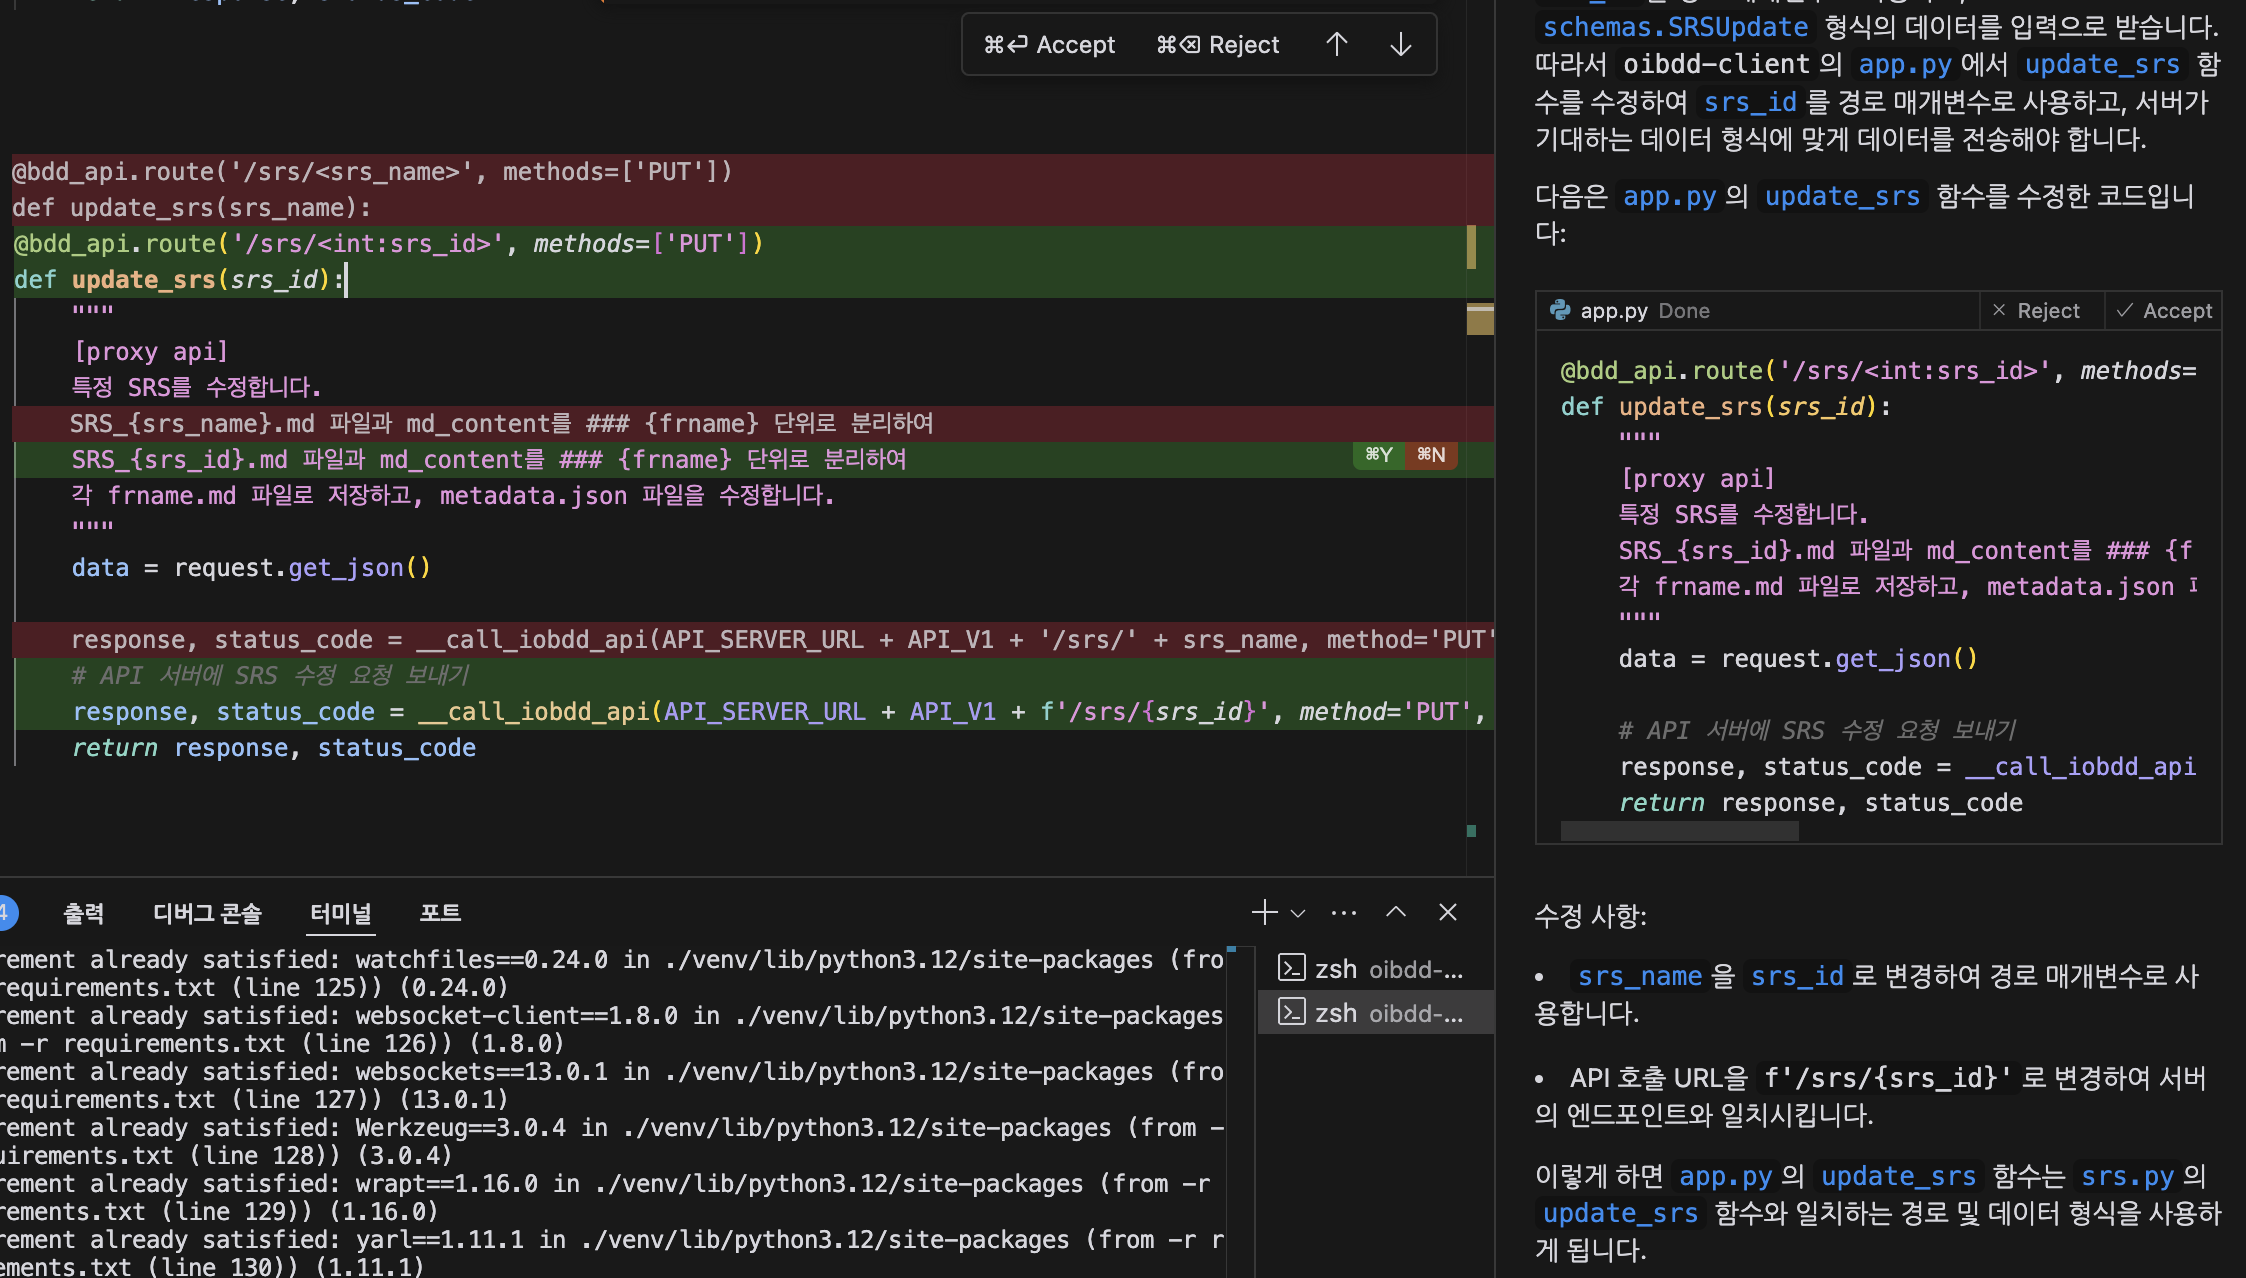 ⌘⏎ Accept ⌘⌫ Reject ↑ ↓
@bdd_api.route('/srs/<srs_name>', methods=['PUT'])
def update_srs(srs_name):
@bdd_api.route('/srs/<int:srs_id>', methods=['PUT'])
def update_srs(srs_id):
"""
[proxy api]
특정 SRS를 수정합니다.
SRS_{srs_name}.md 파일과 md_content를 ### {frname} 단위로 분리하여
SRS_{srs_id}.md 파일과 md_content를 ### {frname} 단위로 분리하여
⌘Y ⌘N
각 frname.md 파일로 저장하고, metadata.json 파일을 수정합니다.
"""
data = request.get_json()
response, status_code = __call_iobdd_api(API_SERVER_URL + API_V1 + '/srs/' + srs_name, method='PUT'
# API 서버에 SRS 수정 요청 보내기
response, status_code = __call_iobdd_api(API_SERVER_URL + API_V1 + f'/srs/{srs_id}', method='PUT',
return response, status_code
4 출력 디버그 콘솔 터미널 포트
rement already satisfied: watchfiles==0.24.0 in ./venv/lib/python3.12/site-packages (fro
requirements.txt (line 125)) (0.24.0)
rement already satisfied: websocket-client==1.8.0 in ./venv/lib/python3.12/site-packages
m -r requirements.txt (line 126)) (1.8.0)
rement already satisfied: websockets==13.0.1 in ./venv/lib/python3.12/site-packages (fro
requirements.txt (line 127)) (13.0.1)
rement already satisfied: Werkzeug==3.0.4 in ./venv/lib/python3.12/site-packages (from -
uirements.txt (line 128)) (3.0.4)
rement already satisfied: wrapt==1.16.0 in ./venv/lib/python3.12/site-packages (from -r
rements.txt (line 129)) (1.16.0)
rement already satisfied: yarl==1.11.1 in ./venv/lib/python3.12/site-packages (from -r r
ements.txt (line 130)) (1.11.1)
zsh oibdd-...
zsh oibdd-...
schemas.SRSUpdate 형식의 데이터를 입력으로 받습니다.
따라서 oibdd-client 의 app.py 에서 update_srs 함
수를 수정하여 srs_id 를 경로 매개변수로 사용하고, 서버가
기대하는 데이터 형식에 맞게 데이터를 전송해야 합니다.
다음은 app.py 의 update_srs 함수를 수정한 코드입니
다:
app.py Done × Reject ✓ Accept
@bdd_api.route('/srs/<int:srs_id>', methods=
def update_srs(srs_id):
"""
[proxy api]
특정 SRS를 수정합니다.
SRS_{srs_id}.md 파일과 md_content를 ### {f
각 frname.md 파일로 저장하고, metadata.json
"""
data = request.get_json()
# API 서버에 SRS 수정 요청 보내기
response, status_code = __call_iobdd_api
return response, status_code
수정 사항:
• srs_name 을 srs_id 로 변경하여 경로 매개변수로 사
용합니다.
• API 호출 URL을 f'/srs/{srs_id}' 로 변경하여 서버
의 엔드포인트와 일치시킵니다.
이렇게 하면 app.py 의 update_srs 함수는 srs.py 의
update_srs 함수와 일치하는 경로 및 데이터 형식을 사용하
게 됩니다.